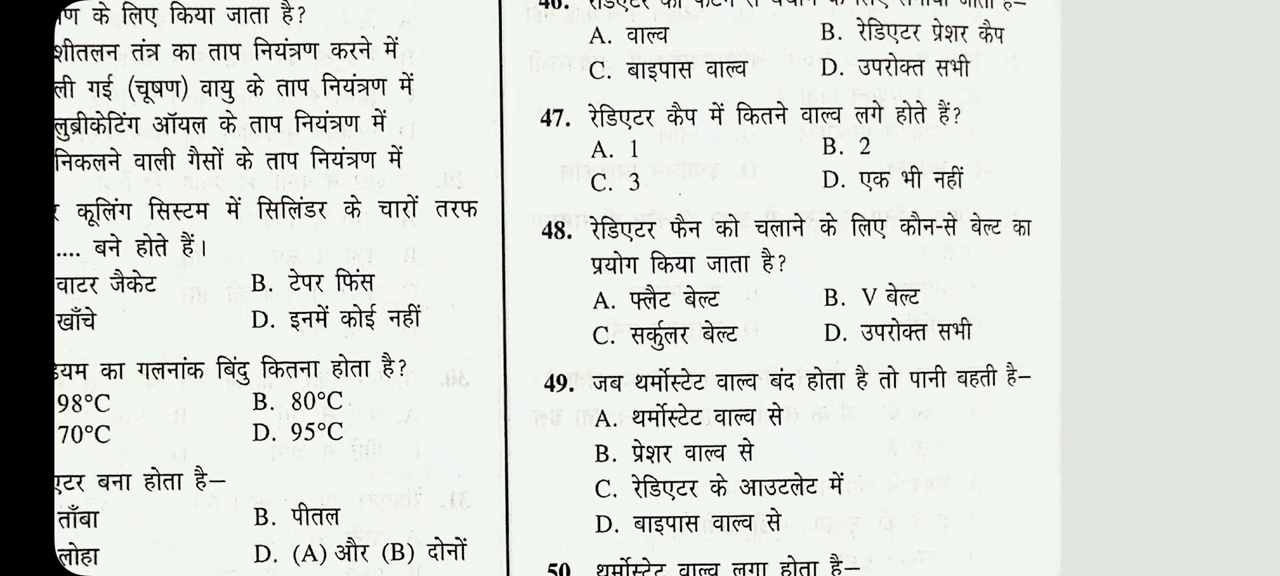 के लिए किया जाता है?
शीतलन तंत्र का ताप नियंत्रण करने में
ली गई (चूषण) वायु के ताप नियंत्रण में
लुब्रीकेटिंग ऑयल के ताप नियंत्रण में
निकलने वाली गैसों के ताप नियंत्रण में
कूलिंग सिस्टम में सिलिंडर के चारों तरफ
.... बने होते हैं।
वाटर जैकेट B. टेपर फिंस
खाँचे D. इनमें कोई नहीं
का गलनांक बिंदु कितना होता है?
98°C B. 80°C
70°C D. 95°C
बना होता है–
ताँबा B. पीतल
लोहा D. (A) और (B) दोनों
A. वाल्व B. रेडिएटर प्रेशर कैप
C. बाइपास वाल्व D. उपरोक्त सभी
47. रेडिएटर कैप में कितने वाल्व लगे होते हैं?
A. 1 B. 2
C. 3 D. एक भी नहीं
48. रेडिएटर फैन को चलाने के लिए कौन-से बेल्ट का
प्रयोग किया जाता है?
A. फ्लैट बेल्ट B. V बेल्ट
C. सर्कुलर बेल्ट D. उपरोक्त सभी
49. जब थर्मोस्टेट वाल्व बंद होता है तो पानी बहती है–
A. थर्मोस्टेट वाल्व से
B. प्रेशर वाल्व से
C. रेडिएटर के आउटलेट में
D. बाइपास वाल्व से
50. थर्मोस्टेट वाल्व लगा होता है–